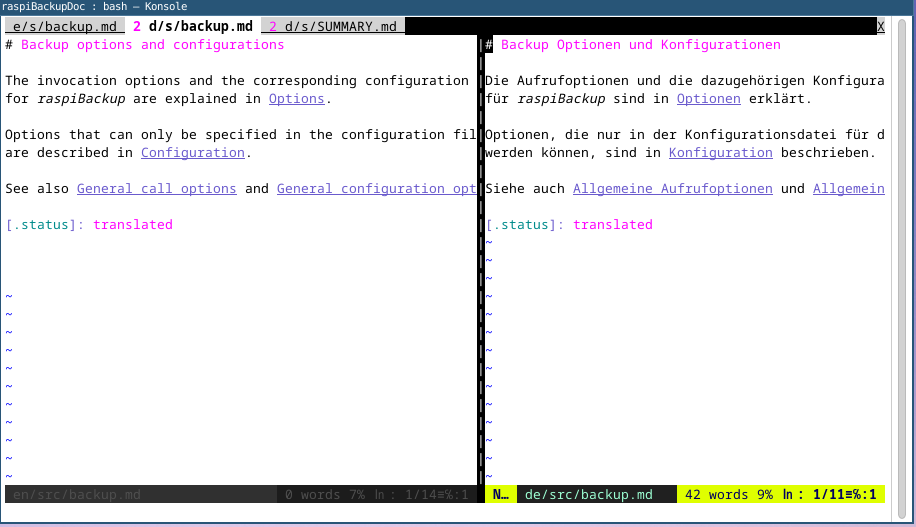 raspiBackupDoc : bash — Konsole
e/s/backup.md 2 d/s/backup.md 2 d/s/SUMMARY.md X
# Backup options and configurations
The invocation options and the corresponding configuration
for raspiBackup are explained in Options.
Options that can only be specified in the configuration fil
are described in Configuration.
See also General call options and General configuration opt
[.status]: translated
~
~
~
~
~
~
~
~
~
~
~
en/src/backup.md 0 words 7% ln : 1/14≡℅:1
# Backup Optionen und Konfigurationen
Die Aufrufoptionen und die dazugehörigen Konfigura
für raspiBackup sind in Optionen erklärt.
Optionen, die nur in der Konfigurationsdatei für d
werden können, sind in Konfiguration beschrieben.
Siehe auch Allgemeine Aufrufoptionen und Allgemein
[.status]: translated
~
~
~
~
~
~
~
~
~
~
~
~
~
~
N… de/src/backup.md 42 words 9% ln : 1/11≡℅:1